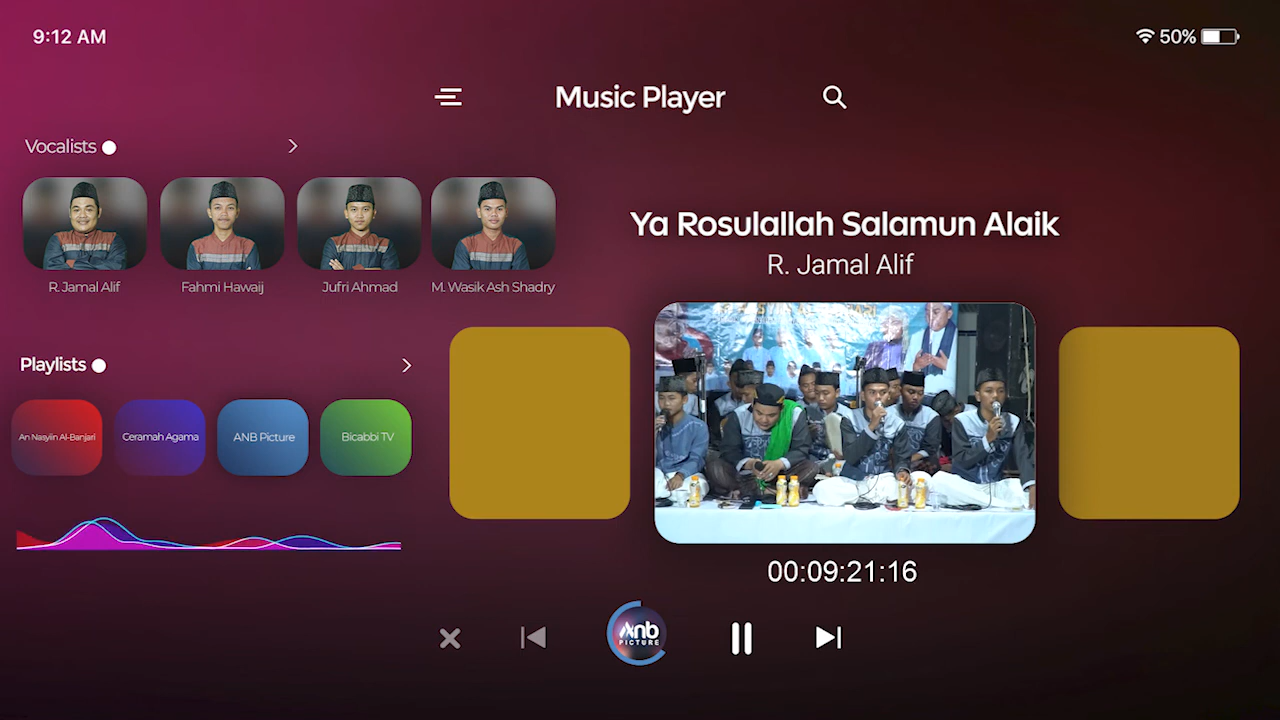 9:12 AM
50%
Music Player
Vocalists
R. Jamal Alif
Fahmi Hawaij
Jufri Ahmad
M. Wasik Ash Shadry
Ya Rosulallah Salamun Alaik
R. Jamal Alif
Playlists
An Nasyiin Al-Banjari
Ceramah Agama
ANB Picture
Bicabbi TV
00:09:21:16
Anb
PICTURE